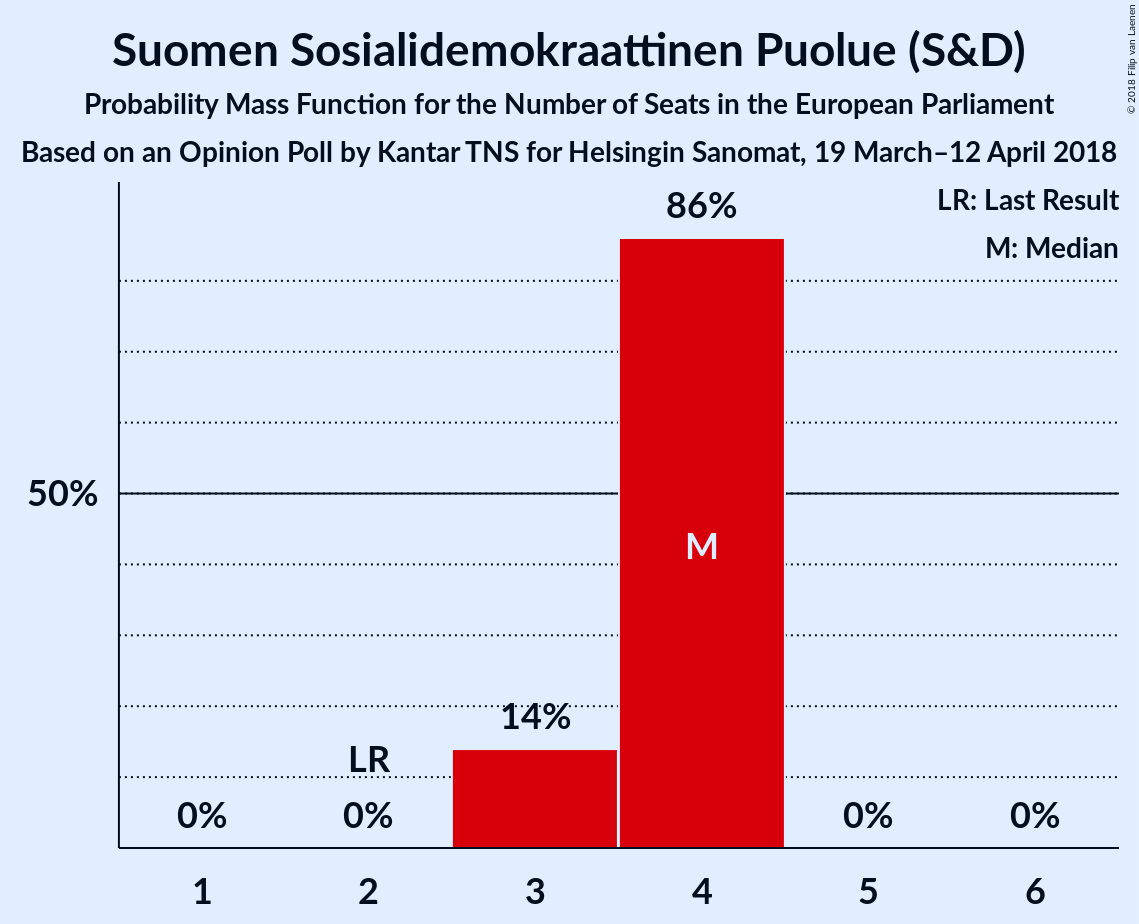 Suomen Sosialidemokraattinen Puolue (S&D)
Probability Mass Function for the Number of Seats in the European Parliament
Based on an Opinion Poll by Kantar TNS for Helsingin Sanomat, 19 March–12 April 2018
© 2018 Filip van Laenen
LR: Last Result
M: Median
86%
50%
M
14%
LR
0% 0% 0% 0%
1 2 3 4 5 6